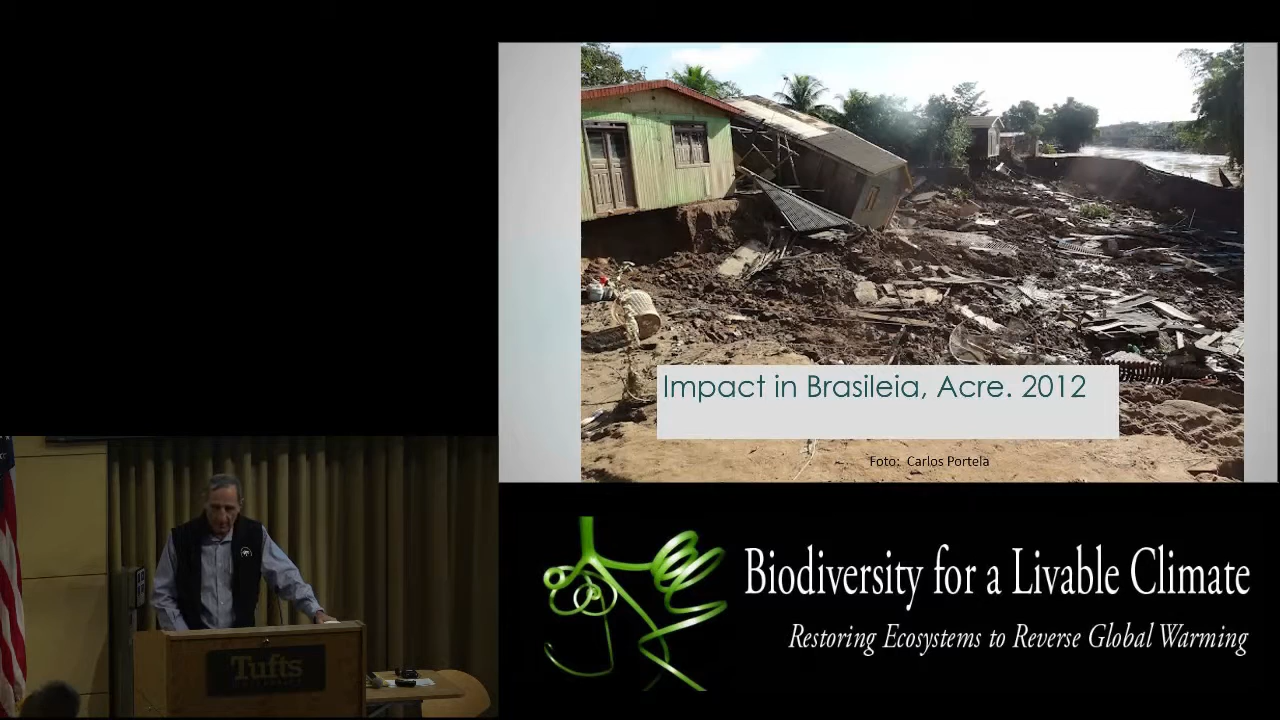 Impact in Brasileia, Acre. 2012
Foto: Carlos Portela
Tufts
UNIVERSITY
Biodiversity for a Livable Climate
Restoring Ecosystems to Reverse Global Warming